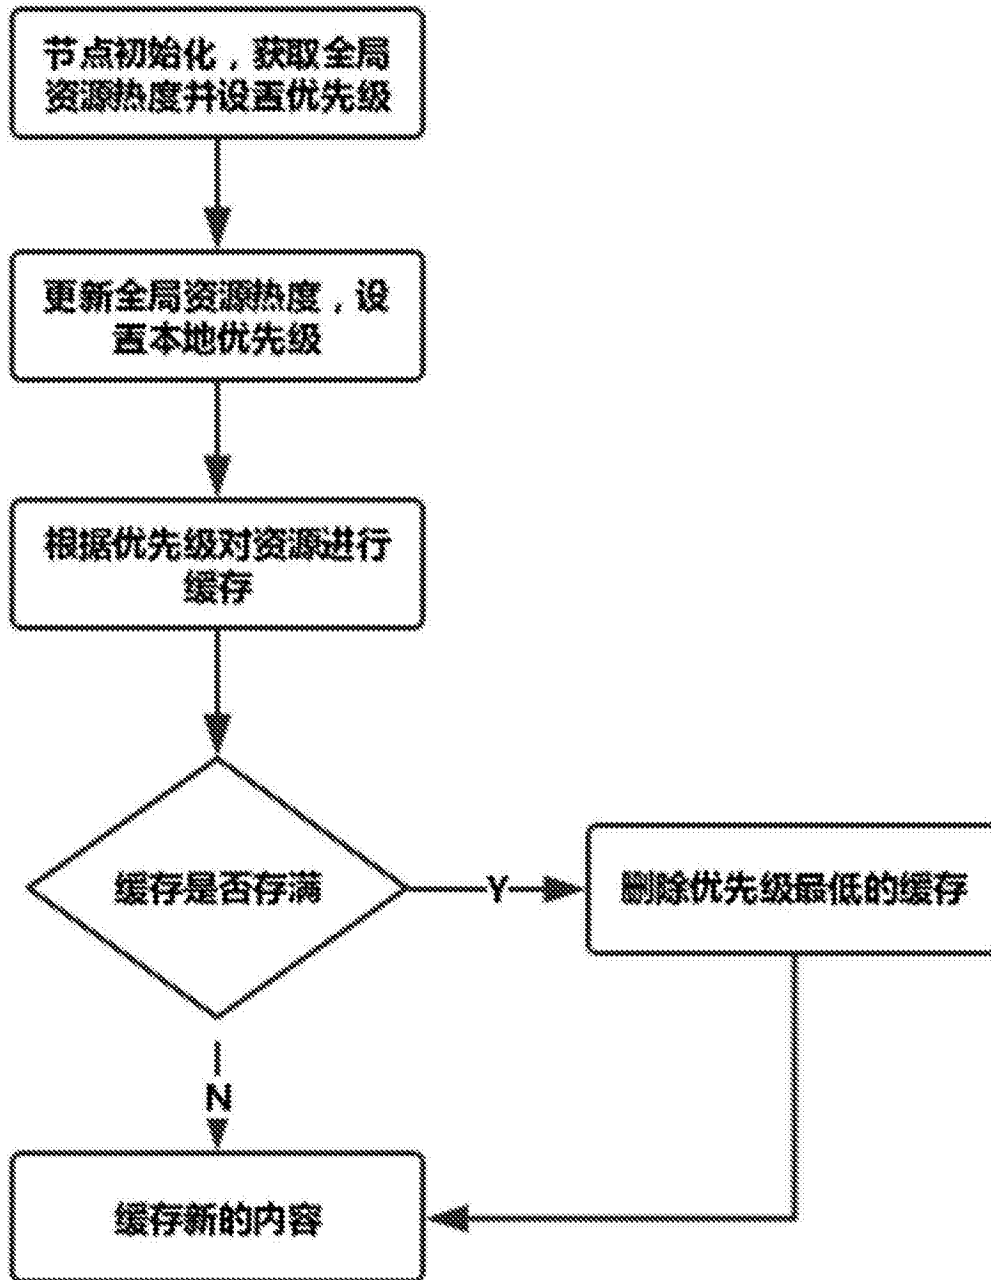 节点初始化，获取全局
资源热度并设置优先级
更新全局资源热度，设
置本地优先级
根据优先级对资源进行
缓存
缓存是否存满
Y
删除优先级最低的缓存
N
缓存新的内容